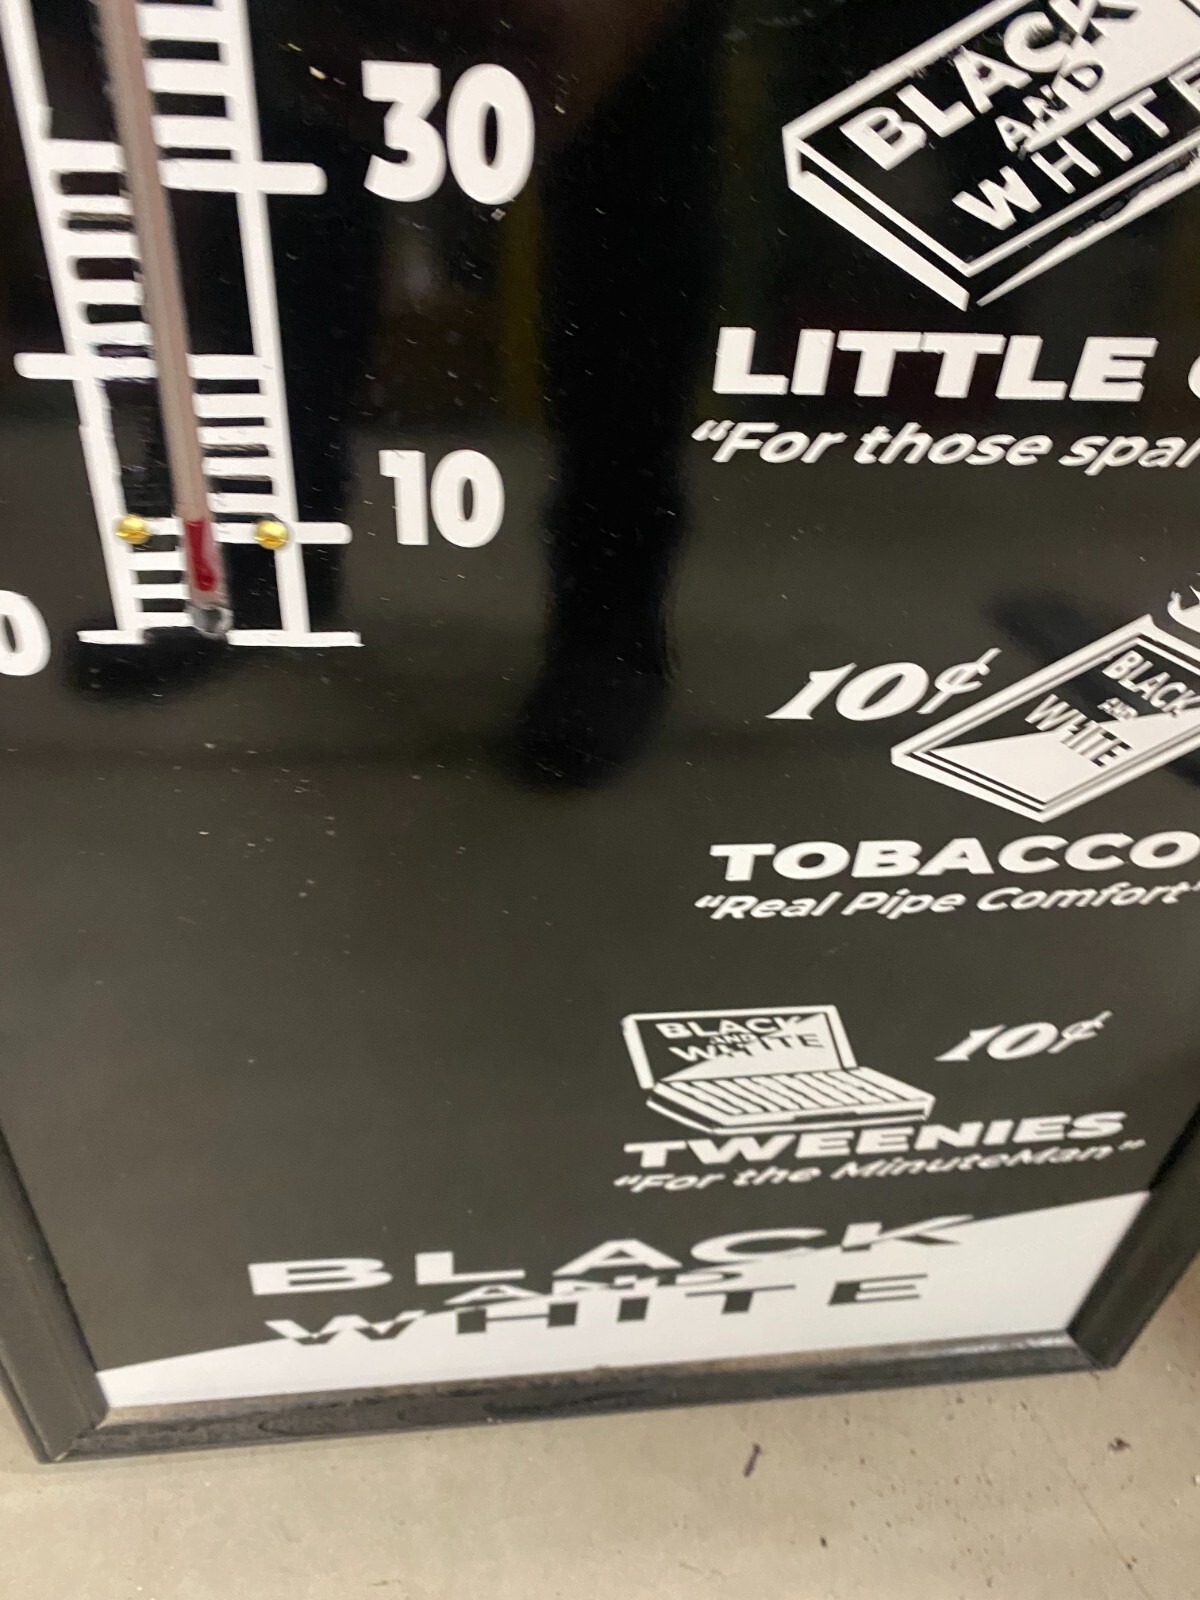 30
BLACK
AND
WHITE
LITTLE
"For those
10
0
10¢
BLACK
AND
WHITE
TOBACCO
"Real Pipe Comfort"
BLACK
AND
WHITE
10¢
TWEENIES
"For the MinuteMan"
BLACK
AND
WHITE